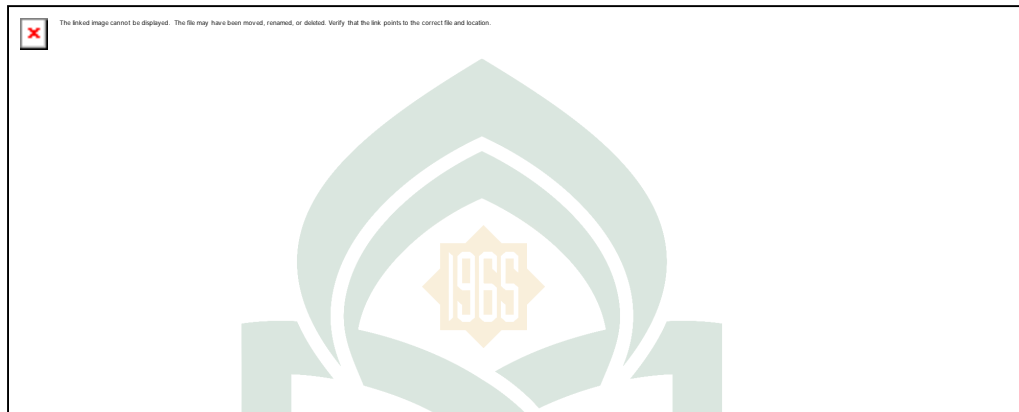 The linked image cannot be displayed. The file may have been moved, renamed, or deleted. Verify that the link points to the correct file and location.
1965